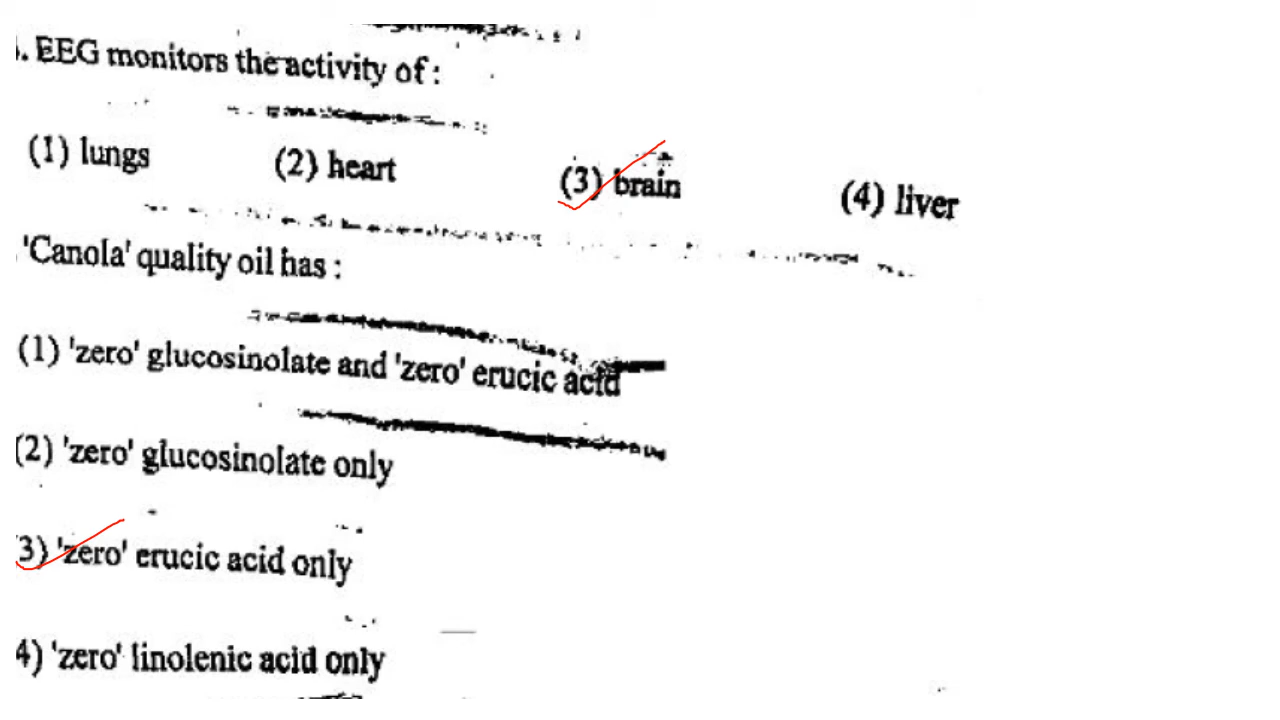 . EEG monitors the activity of :
(1) lungs (2) heart (3) brain (4) liver
'Canola' quality oil has :
(1) 'zero' glucosinolate and 'zero' erucic acid
(2) 'zero' glucosinolate only
3) 'zero' erucic acid only
4) 'zero' linolenic acid only